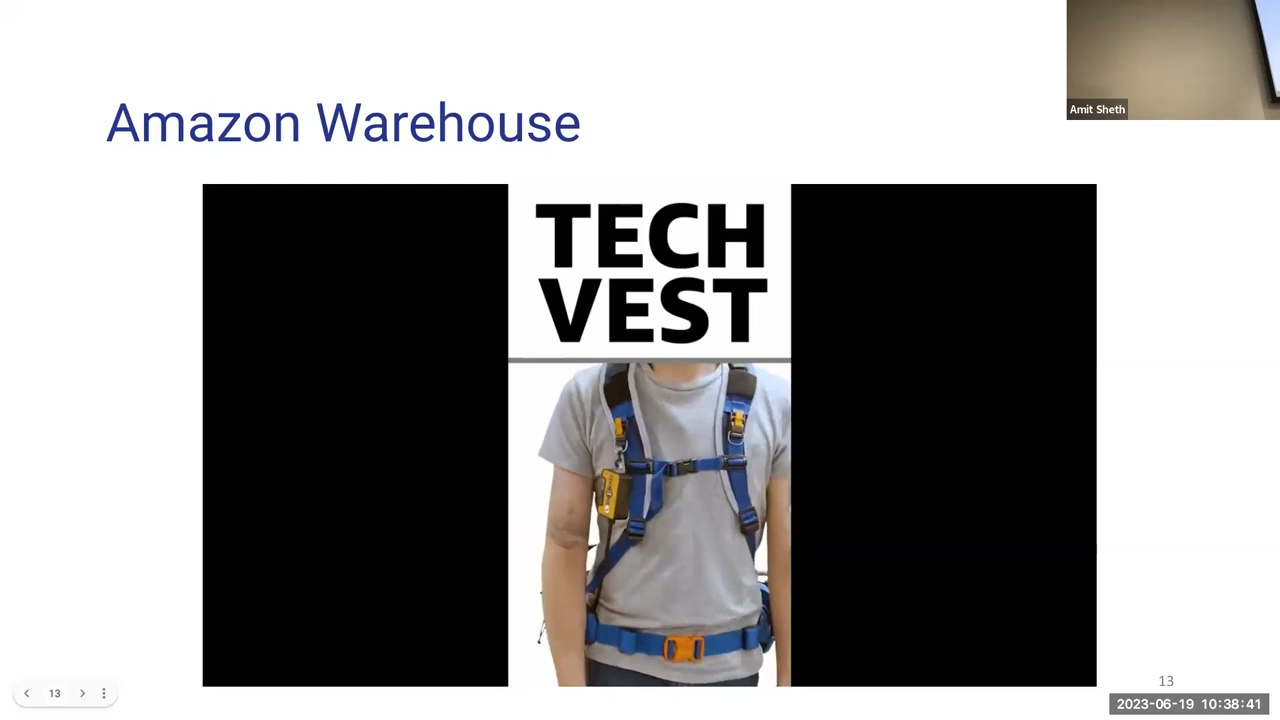 Amit Sheth
Amazon Warehouse
TECH
VEST
13
13
2023-06-19 10:38:41